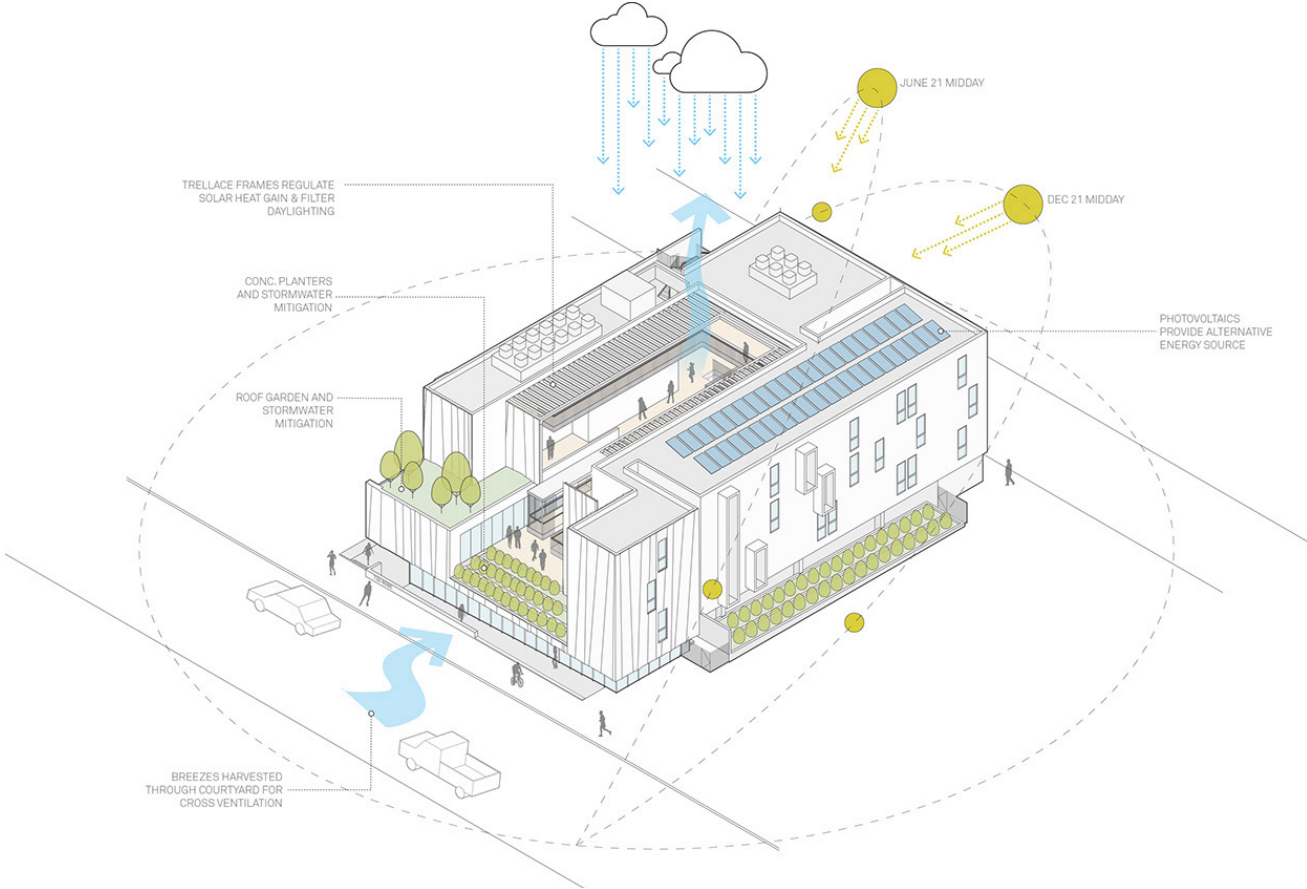 JUNE 21 MIDDAY
TRELLACE FRAMES REGULATE
SOLAR HEAT GAIN & FILTER
DAYLIGHTING
DEC 21 MIDDAY
CONC. PLANTERS
AND STORMWATER
MITIGATION
PHOTOVOLTAICS
PROVIDE ALTERNATIVE
ENERGY SOURCE
ROOF GARDEN AND
STORMWATER
MITIGATION
BREEZES HARVESTED
THROUGH COURTYARD FOR
CROSS VENTILATION